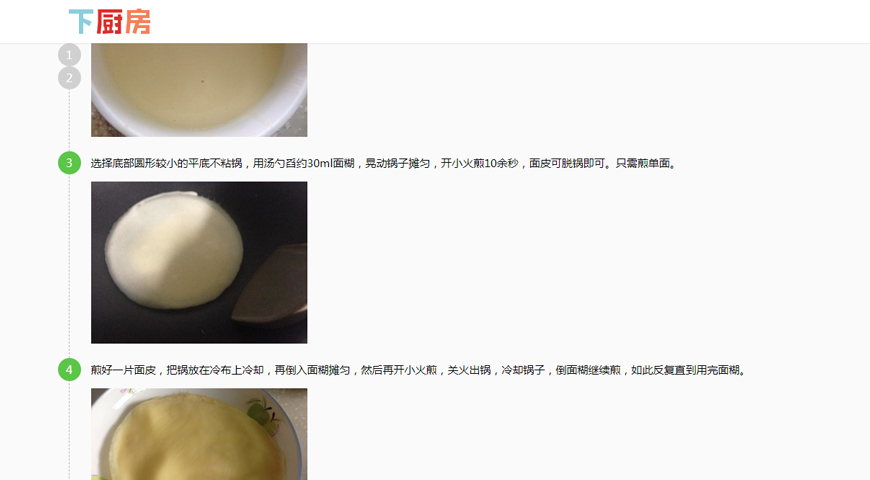 下厨房
1
2
3 选择底部圆形较小的平底不粘锅，用汤勺舀约30ml面糊，晃动锅子摊匀，开小火煎10余秒，面皮可脱锅即可。只需煎单面。
4 煎好一片面皮，把锅放在冷布上冷却，再倒入面糊摊匀，然后再开小火煎，关火出锅，冷却锅子，倒面糊继续煎，如此反复直到用完面糊。